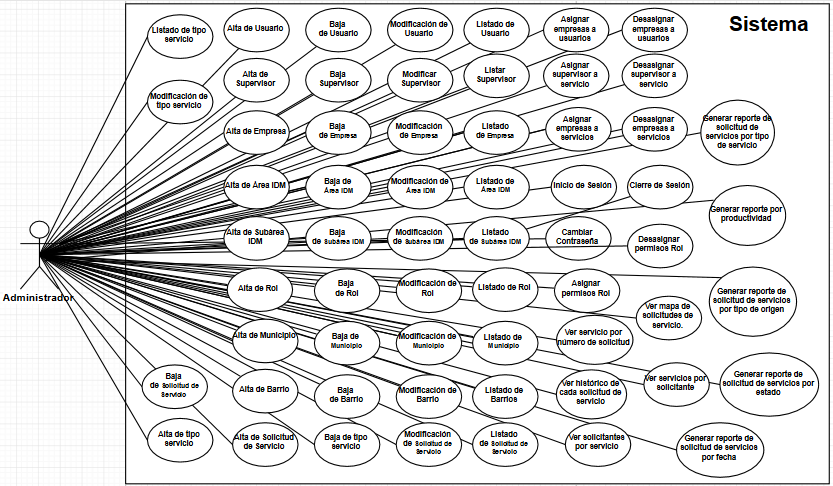 Sistema
Listado de tipo
servicio
Alta de Usuario
Baja
de Usuario
Modificación de
Usuario
Listado de
Usuario
Asignar
empresas a
usuarios
Desasignar
empresas a
usuarios
Modificación de
tipo servicio
Alta de
Supervisor
Baja
Supervisor
Modificar
Supervisor
Listar
Supervisor
Asignar
supervisor a
servicio
Desasignar
supervisor a
servicio
Alta de Empresa
Baja
de Empresa
Modificación
de Empresa
Listado
de Empresa
Asignar
empresas a
servicios
Desasignar
empresas a
servicios
Generar reporte de
solicitud de
servicios por tipo
de servicio
Alta de Área IDM
Baja de
Área IDM
Modificación de
Área IDM
Listado de
Área IDM
Inicio de Sesión
Cierre de Sesión
Generar reporte por
productividad
Alta de Subárea
IDM
Baja
de Subárea IDM
Modificación
de Subárea IDM
Listado
de Subárea IDM
Cambiar
Contraseña
Desasignar
permisos Rol
Administrador
Alta de Rol
Baja
de Rol
Modificación de
Rol
Listado de Rol
Asignar
permisos Rol
Ver mapa de
solicitudes de
servicio.
Generar reporte de
solicitud de servicios
por tipo de origen
Alta de Municipio
Baja de
Municipio
Modificación de
Municipio
Listado de
Municipio
Ver servicio por
número de solicitud
Baja
de Solicitud de
Servicio
Alta de Barrio
Baja
de Barrio
Modificación de
Barrio
Listado de
Barrios
Ver histórico de
cada solicitud de
servicio
Ver servicios por
solicitante
Generar reporte de
solicitud de servicios por
estado
Alta de tipo
servicio
Alta de Solicitud
de Servicio
Baja de tipo
servicio
Modificación
de Solicitud de
Servicio
Listado
de Solicitud de
Servicio
Ver solicitantes
por servicio
Generar reporte de
solicitud de servicios
por fecha